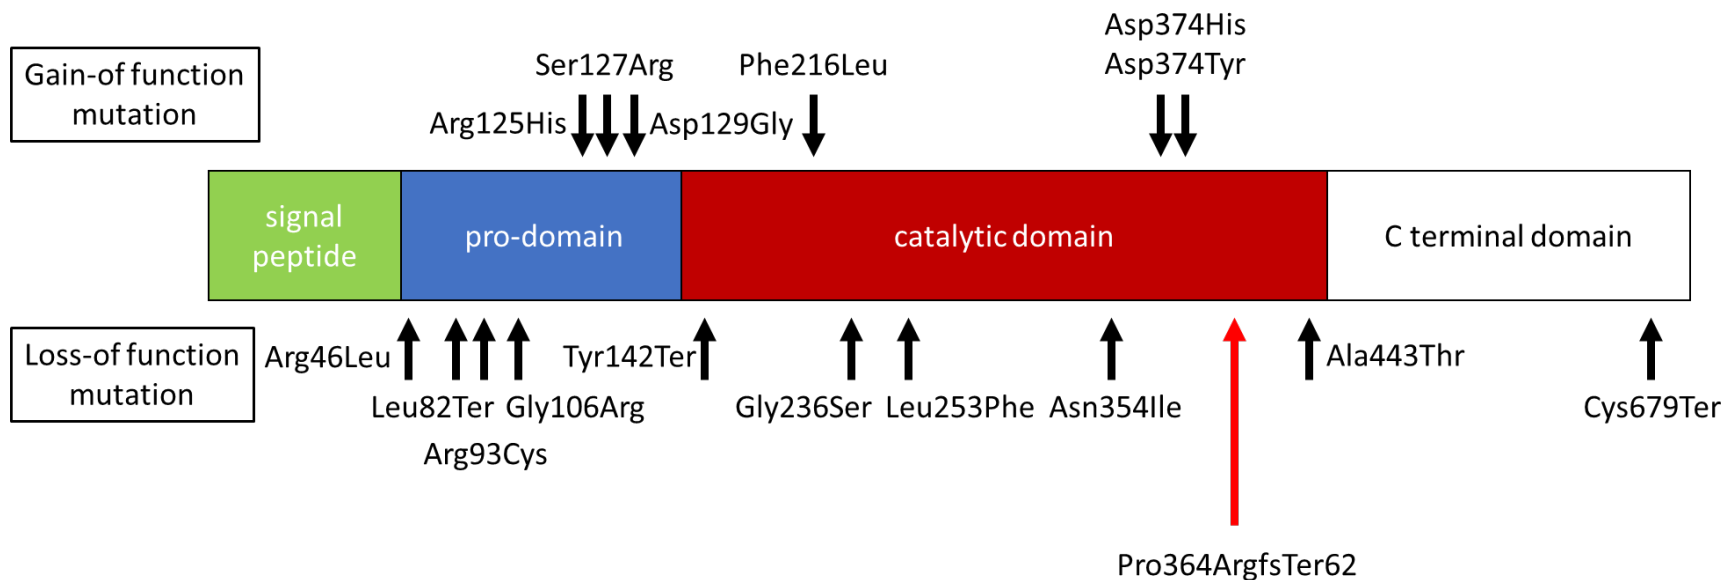 Asp374His
Gain-of function
mutation
Ser127Arg
Phe216Leu
Asp374Tyr
Arg125His
Asp129Gly
signal
peptide
pro-domain
catalytic domain
C terminal domain
Loss-of function
mutation
Arg46Leu
Tyr142Ter
Ala443Thr
Leu82Ter
Gly106Arg
Gly236Ser
Leu253Phe
Asn354Ile
Cys679Ter
Arg93Cys
Pro364ArgfsTer62